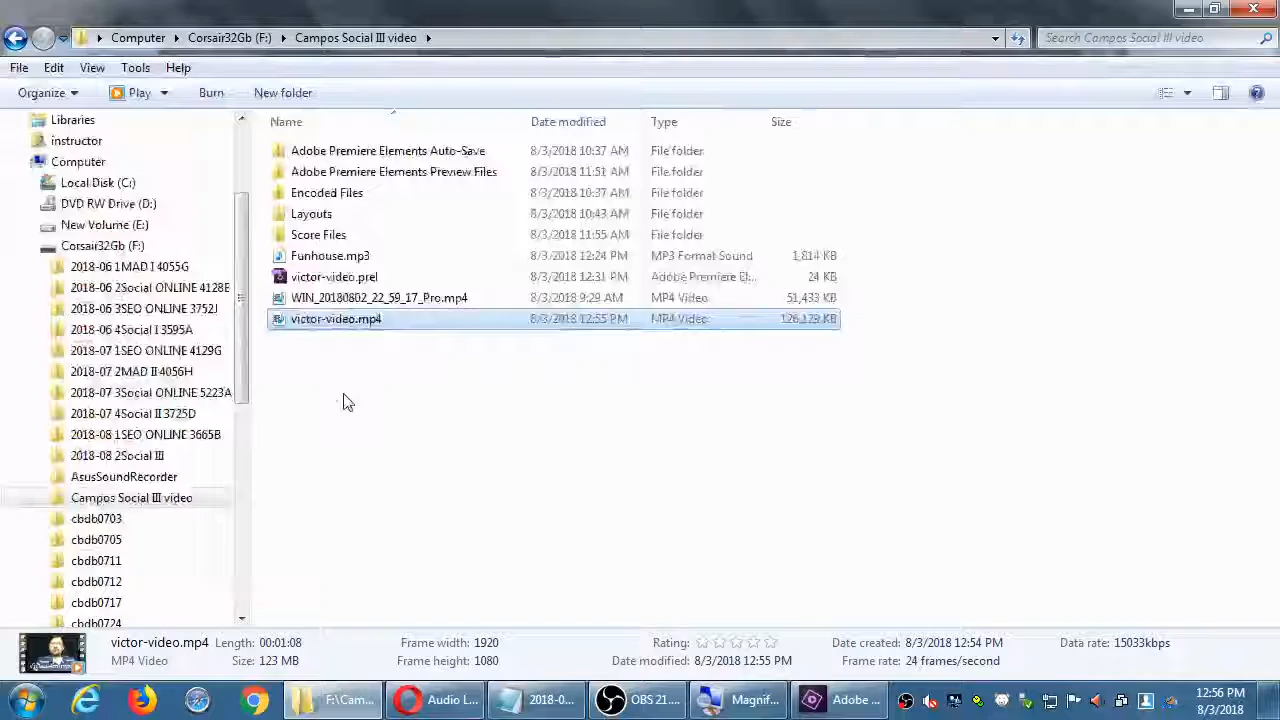 Computer Corsair32Gb (F:) Campos Social III video
Search Campos Social III video
File Edit View Tools Help
Organize Play Burn New folder
Libraries
instructor
Computer
Local Disk (C:)
DVD RW Drive (D:)
New Volume (E:)
Corsair32Gb (F:)
2018-06 1MAD I 4055G
2018-06 2Social ONLINE 4128E
2018-06 3SEO ONLINE 3752J
2018-06 4Social I 3595A
2018-07 1SEO ONLINE 4129G
2018-07 2MAD II 4056H
2018-07 3Social ONLINE 5223A
2018-07 4Social II 3725D
2018-08 1SEO ONLINE 3665B
2018-08 2Social III
AsusSoundRecorder
Campos Social III video
cbdb0703
cbdb0705
cbdb0711
cbdb0712
cbdb0717
cbdb0724
Name Date modified Type Size
Adobe Premiere Elements Auto-Save 8/3/2018 10:37 AM File folder
Adobe Premiere Elements Preview Files 8/3/2018 11:51 AM File folder
Encoded Files 8/3/2018 10:37 AM File folder
Layouts 8/3/2018 10:43 AM File folder
Score Files 8/3/2018 11:55 AM File folder
Funhouse.mp3 8/3/2018 12:24 PM MP3 Format Sound 1,814 KB
victor-video.prel 8/3/2018 12:31 PM Adobe Premiere El... 24 KB
WIN_20180802_22_59_17_Pro.mp4 8/3/2018 9:29 AM MP4 Video 51,433 KB
victor-video.mp4 8/3/2018 12:55 PM MP4 Video 126,129 KB
victor-video.mp4 Length: 00:01:08 Frame width: 1920 Rating: Date created: 8/3/2018 12:54 PM Data rate: 15033kbps
MP4 Video Size: 123 MB Frame height: 1080 Date modified: 8/3/2018 12:55 PM Frame rate: 24 frames/second
F:\Cam... Audio L... 2018-0... OBS 21.... Magnif... Adobe ... 12:56 PM
8/3/2018